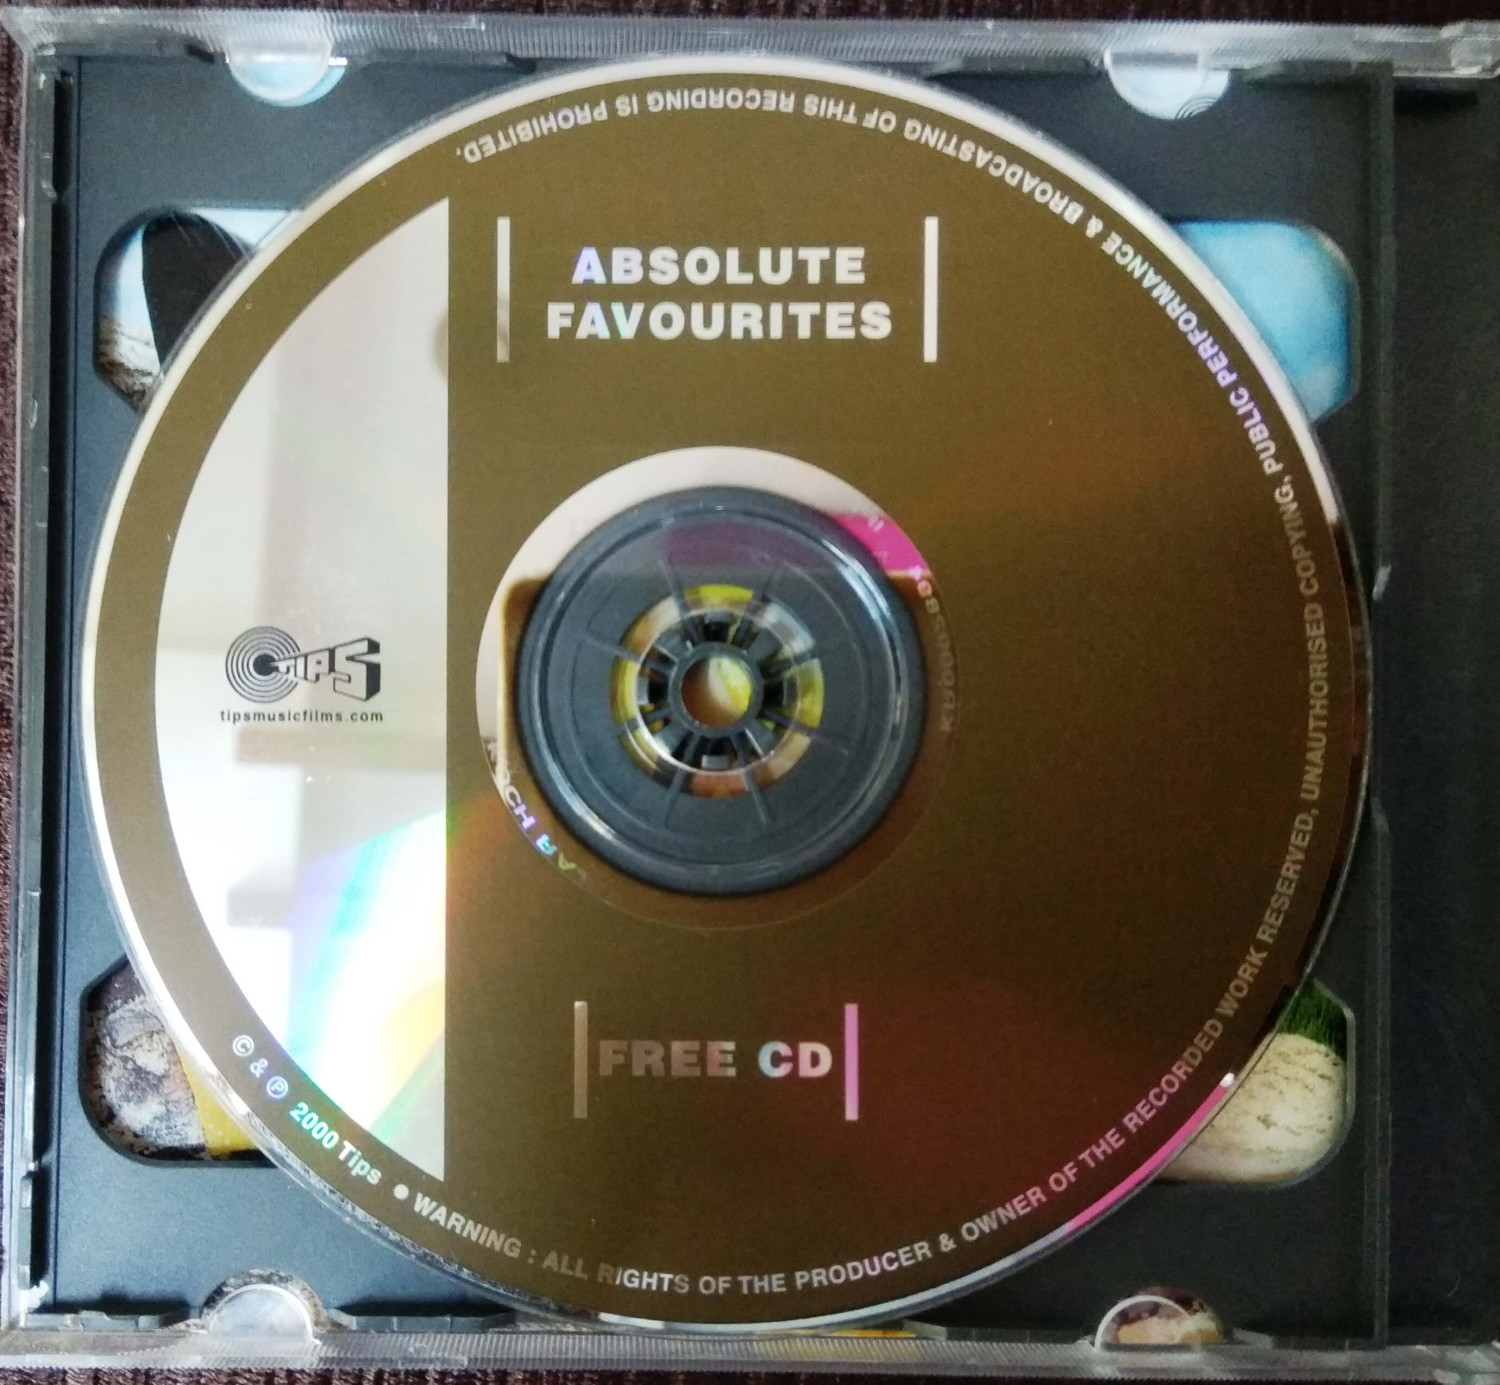 ABSOLUTE
FAVOURITES
TIPS
tipsmusicfilms.com
FREE CD
© & ℗ 2000 Tips ● WARNING : ALL RIGHTS OF THE PRODUCER & OWNER OF THE RECORDED WORK RESERVED, UNAUTHORISED COPYING, PUBLIC PERFORMANCE & BROADCASTING OF THIS RECORDING IS PROHIBITED.